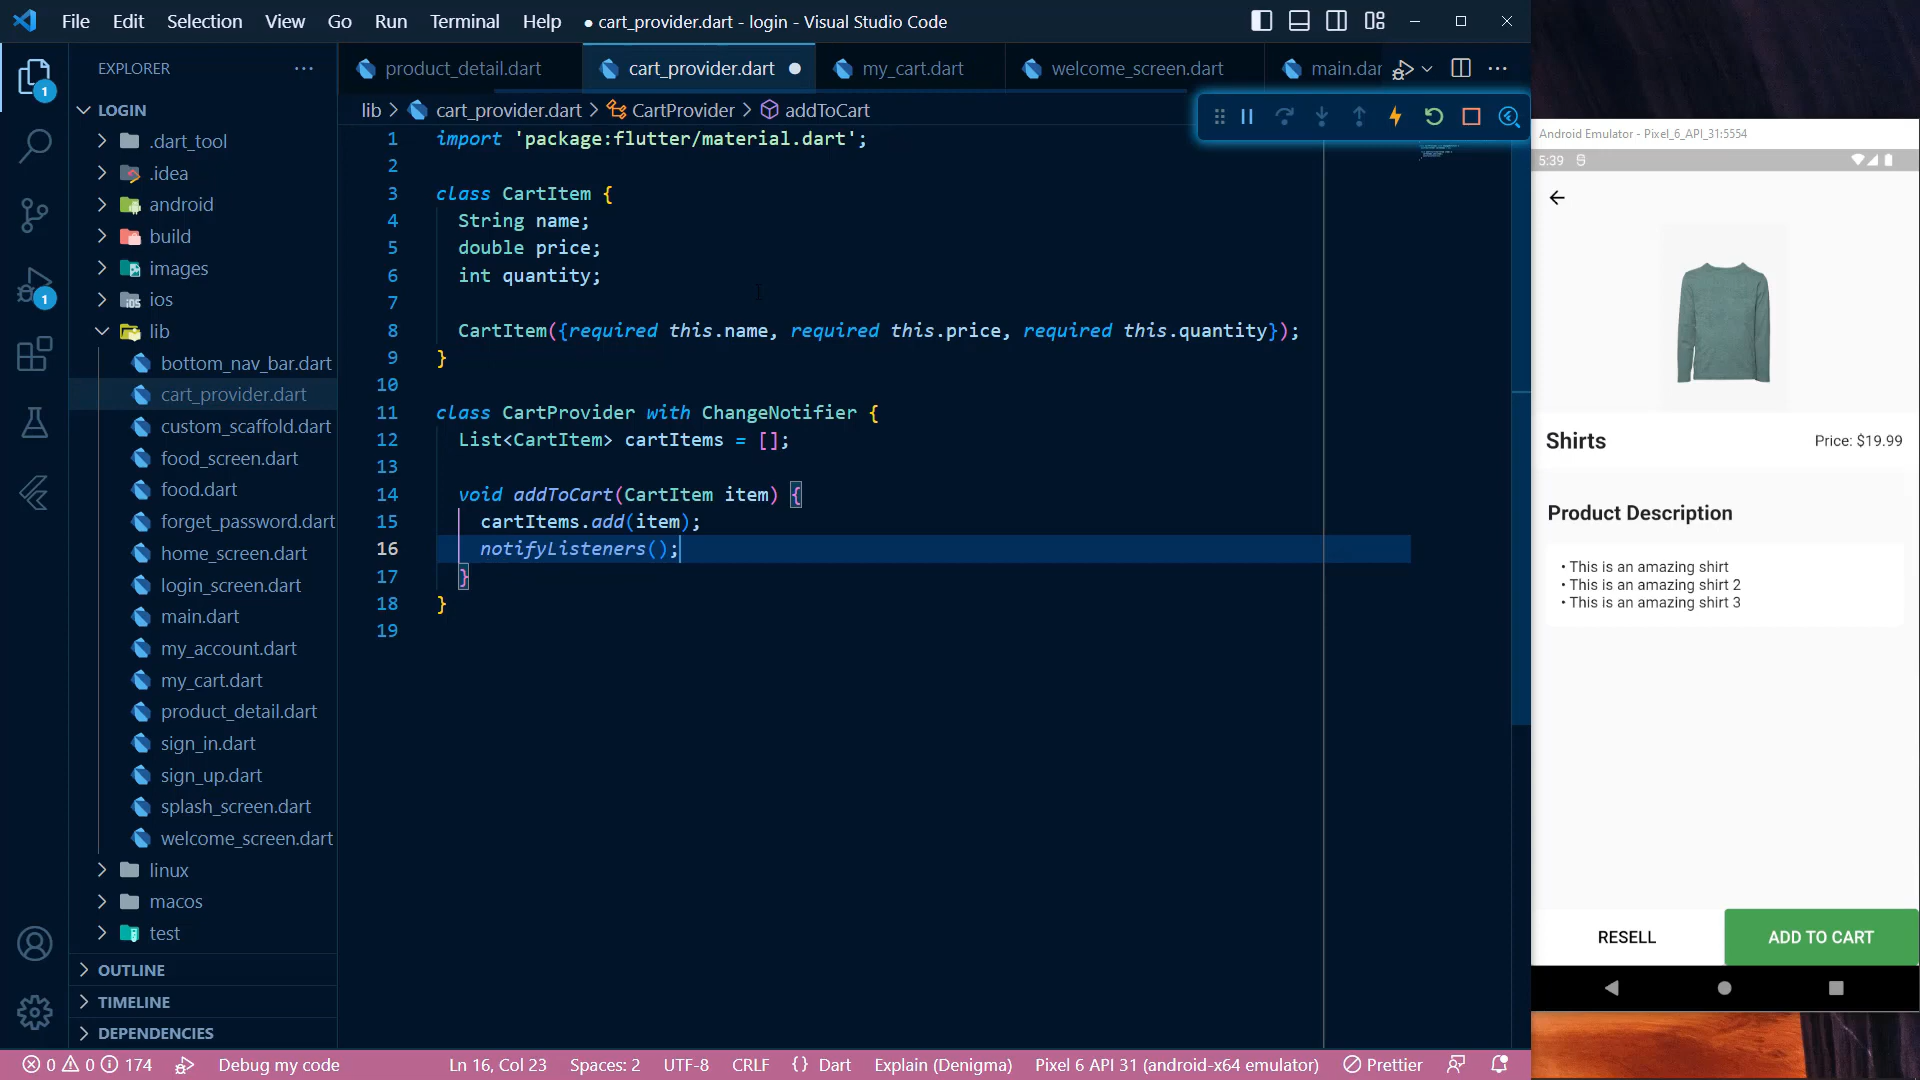 File Edit Selection View Go Run Terminal Help
● cart_provider.dart - login - Visual Studio Code
EXPLORER
product_detail.dart
cart_provider.dart
my_cart.dart
welcome_screen.dart
main.dar
lib > cart_provider.dart > CartProvider > addToCart
1
1
LOGIN
.dart_tool
.idea
android
build
images
ios
lib
bottom_nav_bar.dart
cart_provider.dart
custom_scaffold.dart
food_screen.dart
food.dart
forget_password.dart
home_screen.dart
login_screen.dart
main.dart
my_account.dart
my_cart.dart
product_detail.dart
sign_in.dart
sign_up.dart
splash_screen.dart
welcome_screen.dart
linux
macos
test
OUTLINE
TIMELINE
DEPENDENCIES
1 import 'package:flutter/material.dart';
2
3 class CartItem {
4 String name;
5 double price;
6 int quantity;
7
8 CartItem({required this.name, required this.price, required this.quantity});
9 }
10
11 class CartProvider with ChangeNotifier {
12 List<CartItem> cartItems = [];
13
14 void addToCart(CartItem item) {
15 cartItems.add(item);
16 notifyListeners();
17 }
18 }
19
Android Emulator - Pixel_6_API_31:5554
5:39
Shirts
Price: $19.99
Product Description
• This is an amazing shirt
• This is an amazing shirt 2
• This is an amazing shirt 3
RESELL
ADD TO CART
0 0 174 Debug my code
Ln 16, Col 23 Spaces: 2 UTF-8 CRLF {} Dart Explain (Denigma) Pixel 6 API 31 (android-x64 emulator) Prettier